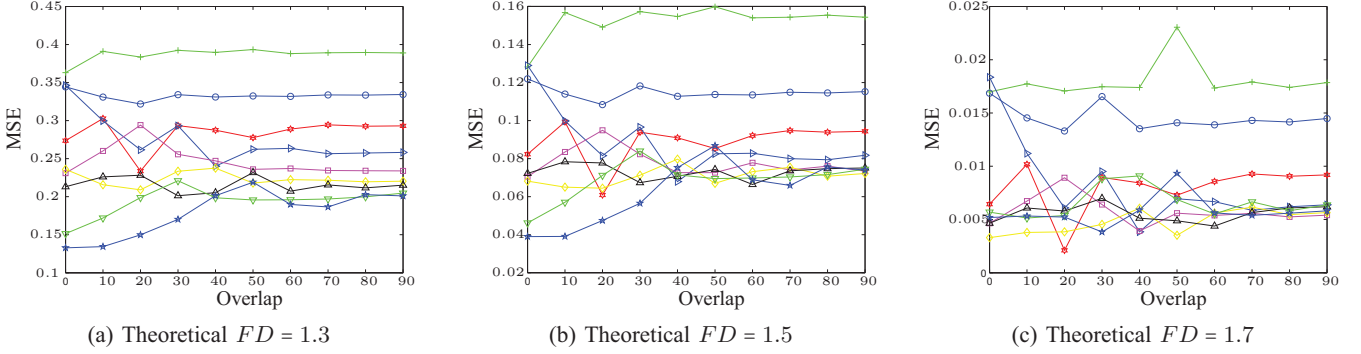 0.45
0.4
0.35
0.3
0.25
0.2
0.15
0.1
MSE
0 10 20 30 40 50 60 70 80 90
Overlap
(a) Theoretical FD = 1.3
0.16
0.14
0.12
0.1
0.08
0.06
0.04
0.02
MSE
0 10 20 30 40 50 60 70 80 90
Overlap
(b) Theoretical FD = 1.5
0.025
0.02
0.015
0.01
0.005
0
MSE
0 10 20 30 40 50 60 70 80 90
Overlap
(c) Theoretical FD = 1.7